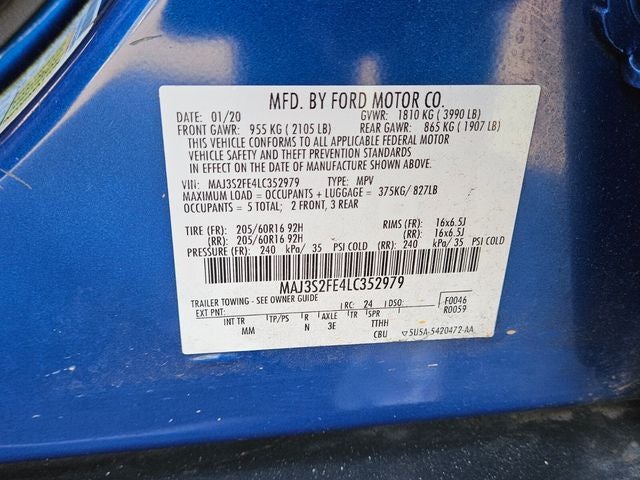 MFD. BY FORD MOTOR CO.
DATE: 01/20 GVWR: 1810 KG ( 3990 LB)
FRONT GAWR: 955 KG ( 2105 LB) REAR GAWR: 865 KG ( 1907 LB)
THIS VEHICLE CONFORMS TO ALL APPLICABLE FEDERAL MOTOR
VEHICLE SAFETY AND THEFT PREVENTION STANDARDS
IN EFFECT ON THE DATE OF MANUFACTURE SHOWN ABOVE.
VIN: MAJ3S2FE4LC352979 TYPE: MPV
MAXIMUM LOAD = OCCUPANTS + LUGGAGE = 375KG/ 827LB
OCCUPANTS = 5 TOTAL; 2 FRONT, 3 REAR
TIRE (FR): 205/60R16 92H RIMS (FR): 16x6.5J
(RR): 205/60R16 92H (RR): 16x6.5J
PRESSURE (FR): 240 kPa/ 35 PSI COLD (RR): 240 kPa/ 35 PSI COLD
MAJ3S2FE4LC352979
TRAILER TOWING - SEE OWNER GUIDE RC: 24 DSO: F0046
EXT PNT: R0059
INT TR TP/PS R AXLE TR SPR
MM N 3E TTHH
CBU 5U5A-5420472-AA